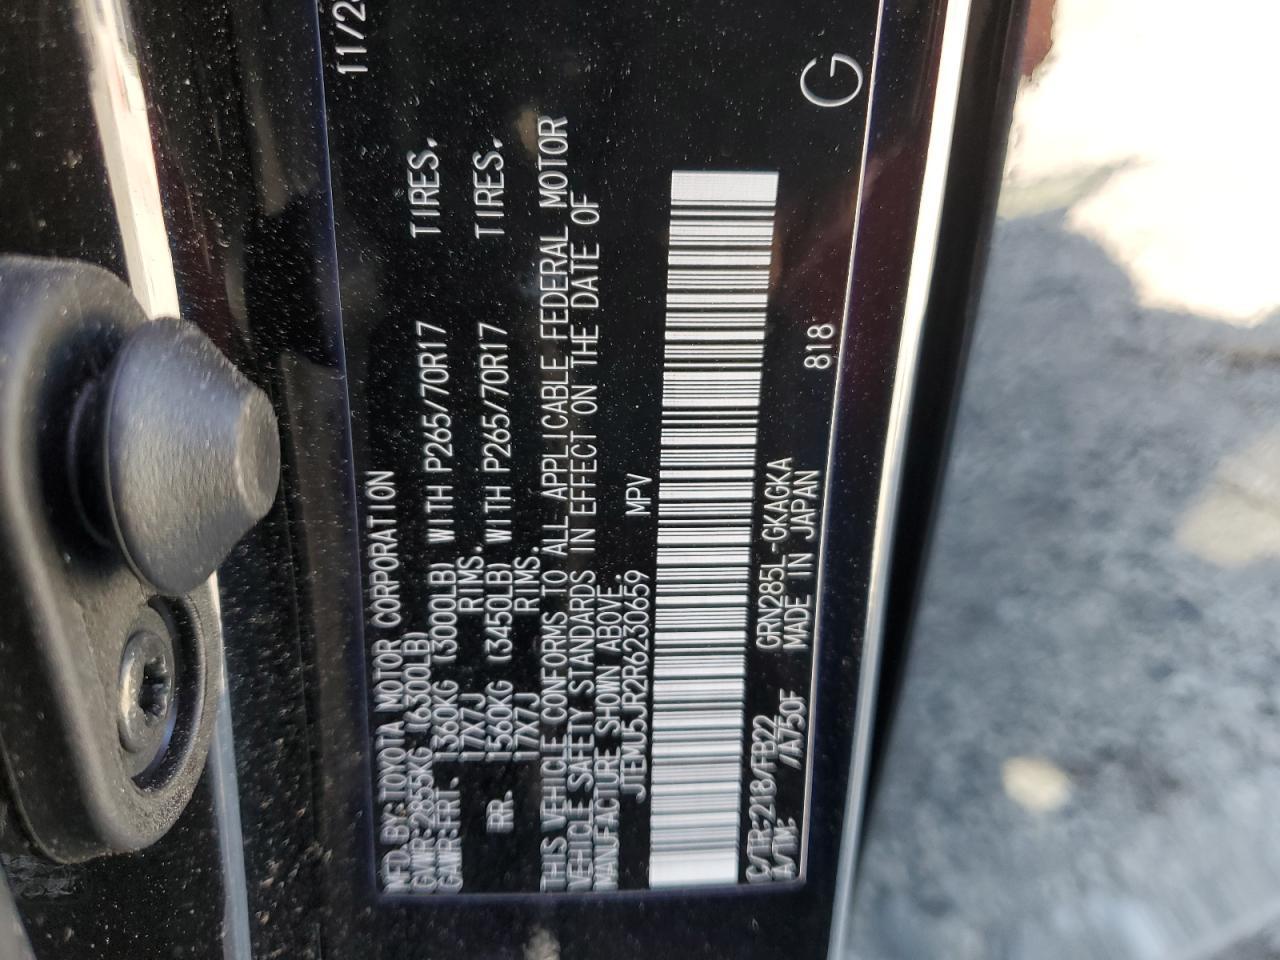 11/2
MFD. BY: TOYOTA MOTOR CORPORATION
GVWR: 2855KG (6300LB)
GAWR: FRT. 1360KG (3000LB) WITH P265/70R17 TIRES,
17X7J RIMS.
RR. 1560KG (3450LB) WITH P265/70R17 TIRES,
17X7J RIMS.
THIS VEHICLE CONFORMS TO ALL APPLICABLE FEDERAL MOTOR
VEHICLE SAFETY STANDARDS IN EFFECT ON THE DATE OF
MANUFACTURE SHOWN ABOVE.
JTEMU5JR2R6230659 MPV
C/TR: 218/FB22 GRN285L-GKAGKA 818
A/TM: /A750F MADE IN JAPAN
G